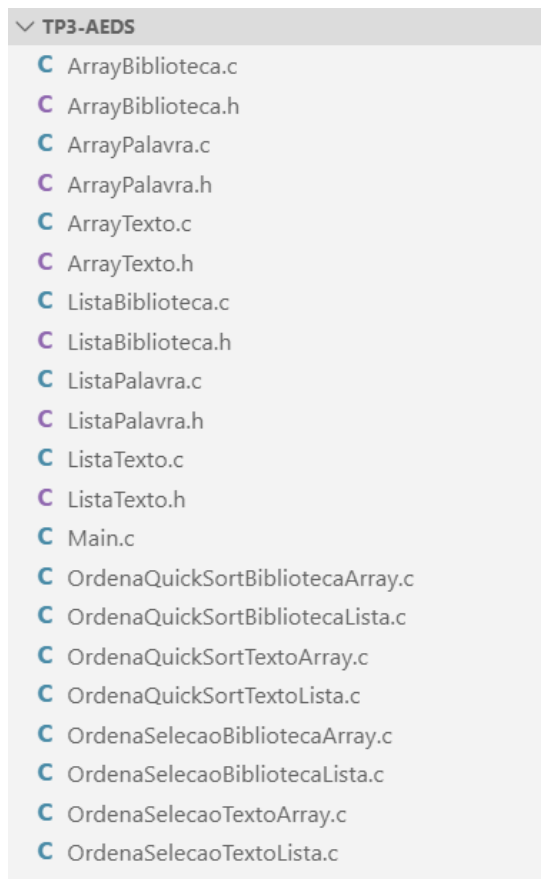 TP3-AEDS
C ArrayBiblioteca.c
C ArrayBiblioteca.h
C ArrayPalavra.c
C ArrayPalavra.h
C ArrayTexto.c
C ArrayTexto.h
C ListaBiblioteca.c
C ListaBiblioteca.h
C ListaPalavra.c
C ListaPalavra.h
C ListaTexto.c
C ListaTexto.h
C Main.c
C OrdenaQuickSortBibliotecaArray.c
C OrdenaQuickSortBibliotecaLista.c
C OrdenaQuickSortTextoArray.c
C OrdenaQuickSortTextoLista.c
C OrdenaSelecaoBibliotecaArray.c
C OrdenaSelecaoBibliotecaLista.c
C OrdenaSelecaoTextoArray.c
C OrdenaSelecaoTextoLista.c